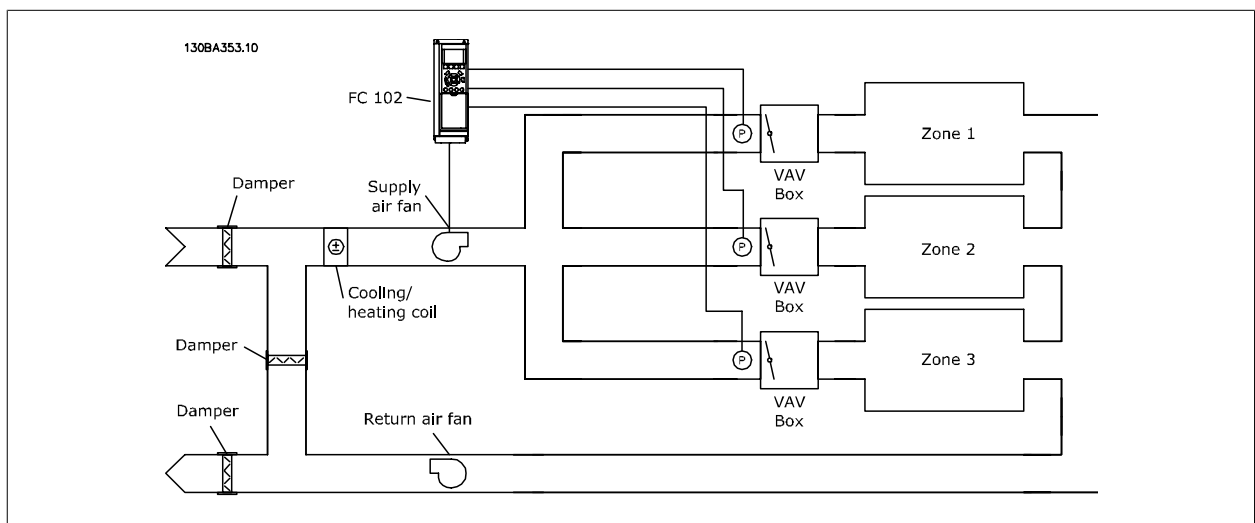 130BA353.10
FC 102
Damper
Supply
air fan
Cooling/
heating coil
Damper
Damper
Return air fan
P
VAV
Box
Zone 1
P
VAV
Box
Zone 2
P
VAV
Box
Zone 3